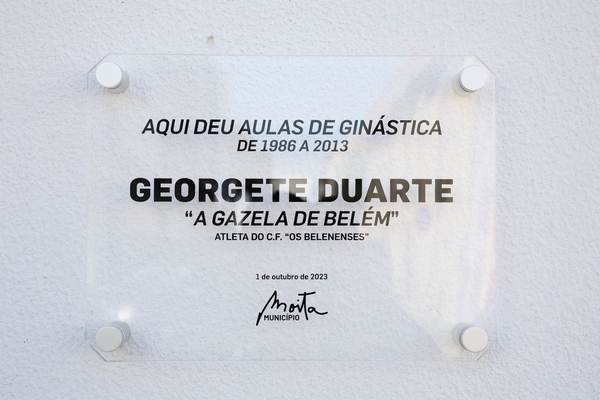 AQUI DEU AULAS DE GINÁSTICA
DE 1986 A 2013
GEORGETE DUARTE
“A GAZELA DE BELÉM”
ATLETA DO C.F. “OS BELENENSES”
1 de outubro de 2023
Moita
MUNICÍPIO